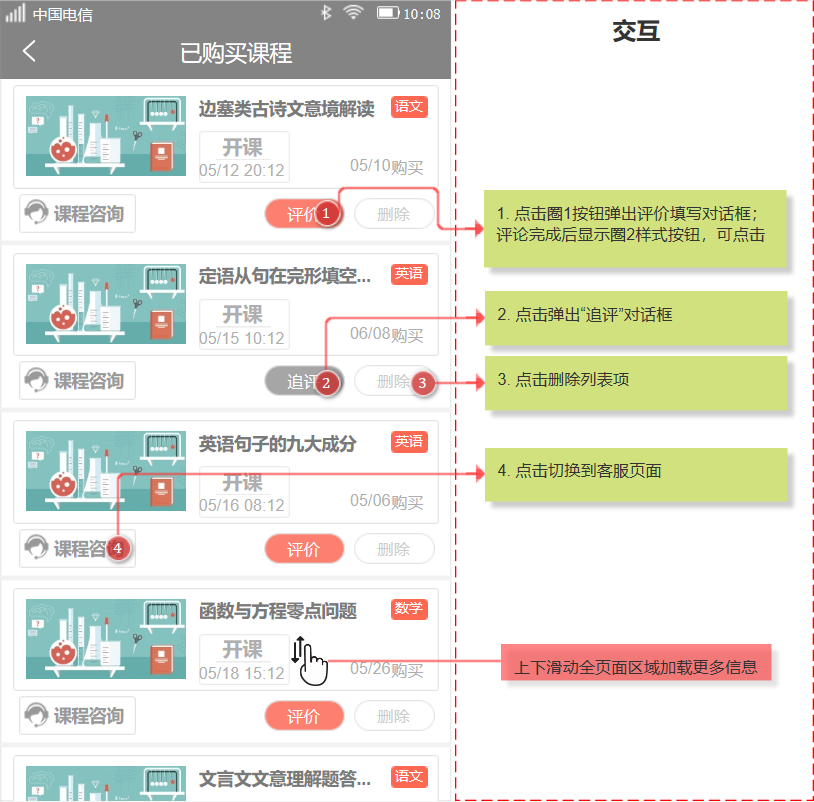 中国电信
10:08
已购买课程
边塞类古诗文意境解读
语文
开课
05/12 20:12
05/10购买
课程咨询
评价
1
删除
定语从句在完形填空...
英语
开课
05/15 10:12
06/08购买
课程咨询
追评
2
删除
3
英语句子的九大成分
英语
开课
05/16 08:12
05/06购买
课程咨
4
评价
删除
函数与方程零点问题
数学
开课
05/18 15:12
05/26购买
课程咨询
评价
删除
文言文文意理解题答...
语文
交互
1. 点击圈1按钮弹出评价填写对话框；
评论完成后显示圈2样式按钮，可点击
2. 点击弹出“追评”对话框
3. 点击删除列表项
4. 点击切换到客服页面
上下滑动全页面区域加载更多信息